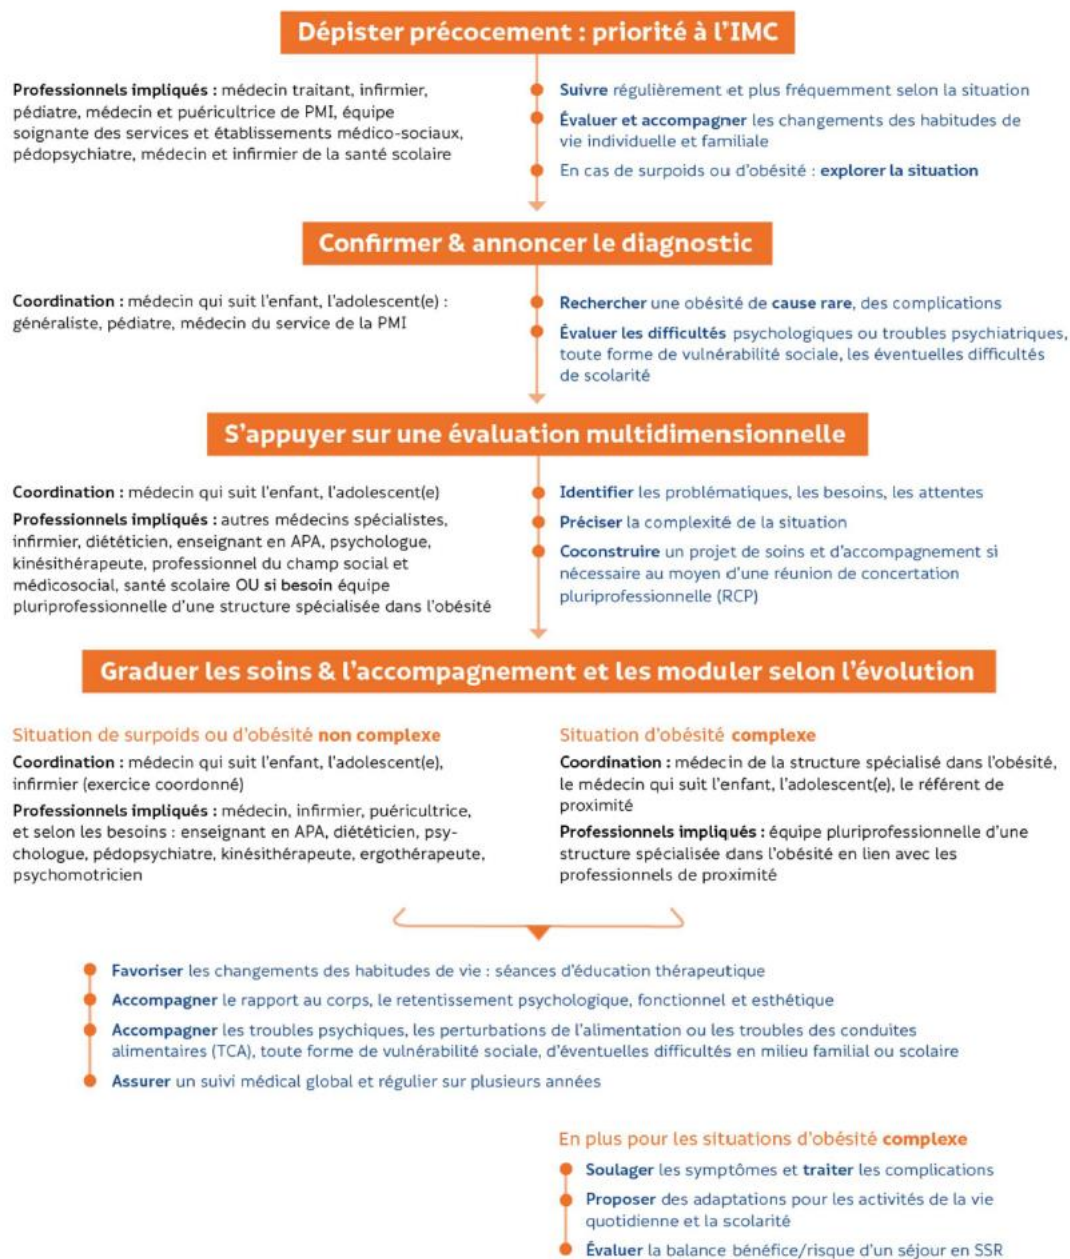 Dépister précocement : priorité à l'IMC
Professionnels impliqués : médecin traitant, infirmier,
pédiatre, médecin et puéricultrice de PMI, équipe
soignante des services et établissements médico-sociaux,
pédopsychiatre, médecin et infirmier de la santé scolaire
Suivre régulièrement et plus fréquemment selon la situation
Évaluer et accompagner les changements des habitudes de
vie individuelle et familiale
En cas de surpoids ou d'obésité : explorer la situation
Confirmer & annoncer le diagnostic
Coordination : médecin qui suit l'enfant, l'adolescent(e) :
généraliste, pédiatre, médecin du service de la PMI
Rechercher une obésité de cause rare, des complications
Évaluer les difficultés psychologiques ou troubles psychiatriques,
toute forme de vulnérabilité sociale, les éventuelles difficultés
de scolarité
S'appuyer sur une évaluation multidimensionnelle
Coordination : médecin qui suit l'enfant, l'adolescent(e)
Professionnels impliqués : autres médecins spécialistes,
infirmier, diététicien, enseignant en APA, psychologue,
kinésithérapeute, professionnel du champ social et
médicosocial, santé scolaire OU si besoin équipe
pluriprofessionnelle d'une structure spécialisée dans l'obésité
Identifier les problématiques, les besoins, les attentes
Préciser la complexité de la situation
Coconstruire un projet de soins et d'accompagnement si
nécessaire au moyen d'une réunion de concertation
pluriprofessionnelle (RCP)
Graduer les soins & l'accompagnement et les moduler selon l'évolution
Situation de surpoids ou d'obésité non complexe
Coordination : médecin qui suit l'enfant, l'adolescent(e),
infirmier (exercice coordonné)
Professionnels impliqués : médecin, infirmier, puéricultrice,
et selon les besoins : enseignant en APA, diététicien, psy-
chologue, pédopsychiatre, kinésithérapeute, ergothérapeute,
psychomotricien
Situation d'obésité complexe
Coordination : médecin de la structure spécialisé dans l'obésité,
le médecin qui suit l'enfant, l'adolescent(e), le référent de
proximité
Professionnels impliqués : équipe pluriprofessionnelle d'une
structure spécialisée dans l'obésité en lien avec les
professionnels de proximité
Favoriser les changements des habitudes de vie : séances d'éducation thérapeutique
Accompagner le rapport au corps, le retentissement psychologique, fonctionnel et esthétique
Accompagner les troubles psychiques, les perturbations de l'alimentation ou les troubles des conduites
alimentaires (TCA), toute forme de vulnérabilité sociale, d'éventuelles difficultés en milieu familial ou scolaire
Assurer un suivi médical global et régulier sur plusieurs années
En plus pour les situations d'obésité complexe
Soulager les symptômes et traiter les complications
Proposer des adaptations pour les activités de la vie
quotidienne et la scolarité
Évaluer la balance bénéfice/risque d'un séjour en SSR